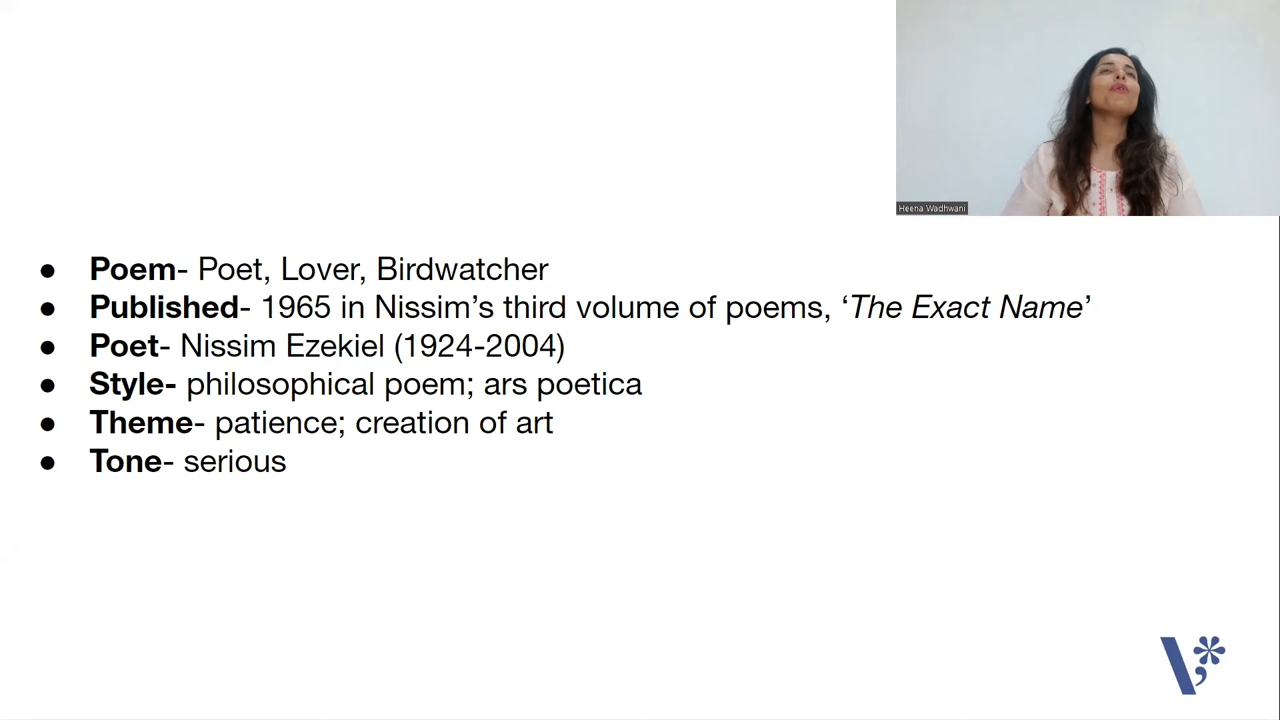 Heena Wadhwani
● Poem- Poet, Lover, Birdwatcher
● Published- 1965 in Nissim’s third volume of poems, ‘The Exact Name’
● Poet- Nissim Ezekiel (1924-2004)
● Style- philosophical poem; ars poetica
● Theme- patience; creation of art
● Tone- serious